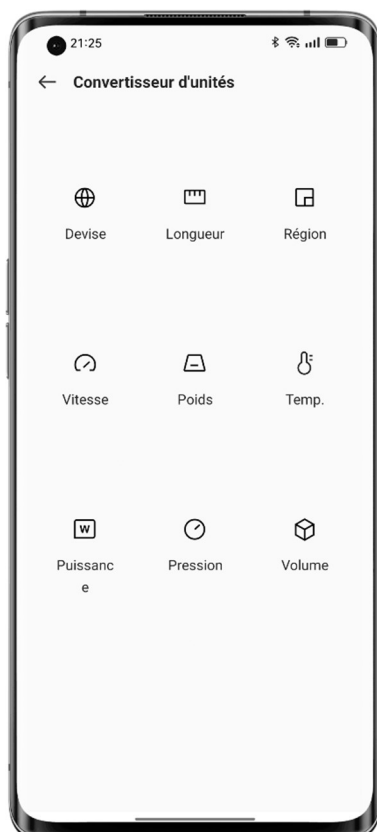 21:25
Convertisseur d'unités
Devise Longueur Région
Vitesse Poids Temp.
W
Puissanc Pression Volume
e